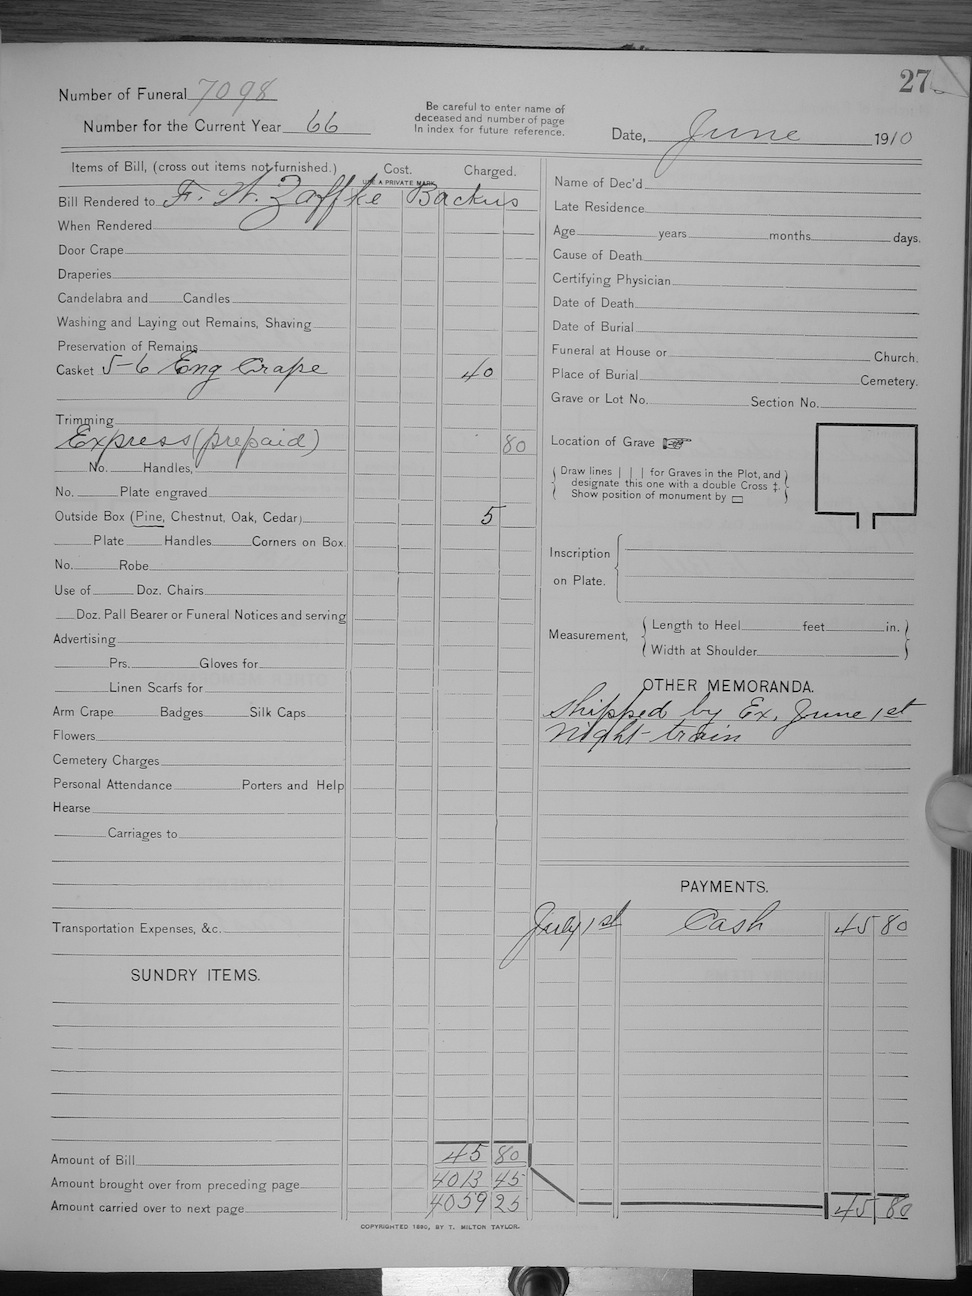 27
Number of Funeral 7098
Number for the Current Year 66
Be careful to enter name of
deceased and number of page
In index for future reference.
Date, June 1910
Items of Bill, (cross out items not furnished.) Cost. Charged.
USE A PRIVATE MARK
Bill Rendered to F. W. Zaffke Backus
When Rendered
Door Crape
Draperies
Candelabra and Candles
Washing and Laying out Remains, Shaving
Preservation of Remains
Casket 5-6 Eng Crape 40
Trimming
Express (prepaid) 80
No. Handles,
No. Plate engraved
Outside Box (Pine, Chestnut, Oak, Cedar) 5
Plate Handles Corners on Box.
No. Robe
Use of Doz. Chairs
Doz. Pall Bearer or Funeral Notices and serving
Advertising
Prs. Gloves for
Linen Scarfs for
Arm Crape Badges Silk Caps
Flowers
Cemetery Charges
Personal Attendance Porters and Help
Hearse
Carriages to
Transportation Expenses, &c.
SUNDRY ITEMS.
Amount of Bill 45 80
Amount brought over from preceding page 4013 45
Amount carried over to next page 4059 25
Name of Dec'd
Late Residence
Age years months days.
Cause of Death
Certifying Physician
Date of Death
Date of Burial
Funeral at House or Church.
Place of Burial Cemetery.
Grave or Lot No. Section No.
Location of Grave
Draw lines | | | for Graves in the Plot, and
designate this one with a double Cross ‡.
Show position of monument by ▭
Inscription
on Plate.
Measurement, Length to Heel feet in.
Width at Shoulder
OTHER MEMORANDA.
Shipped by Ex. June 1st
night train
PAYMENTS.
July 1st Cash 45 80
45 80
COPYRIGHTED 1890, BY T. MILTON TAYLOR.